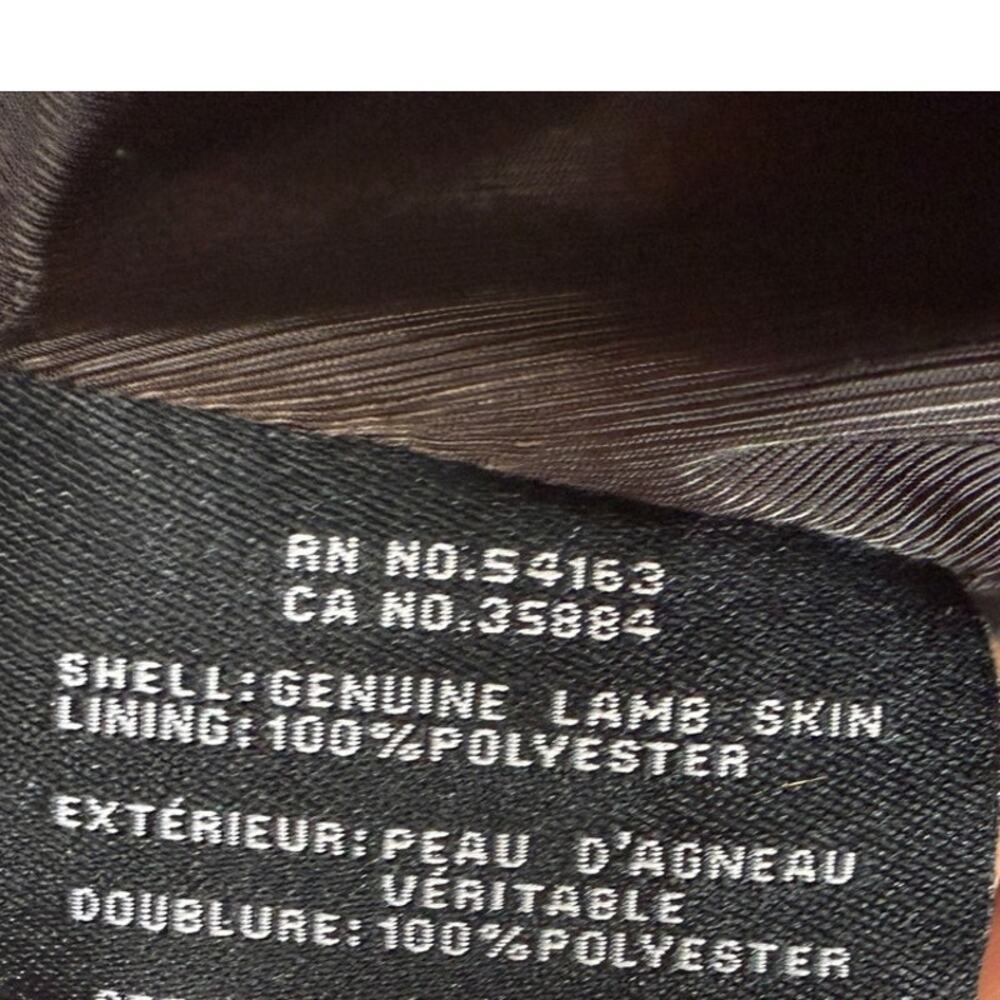 RN NO.54163
CA NO.35884
SHELL:GENUINE LAMB SKIN
LINING:100%POLYESTER
EXTÉRIEUR:PEAU D'AGNEAU
VÉRITABLE
DOUBLURE:100%POLYESTER